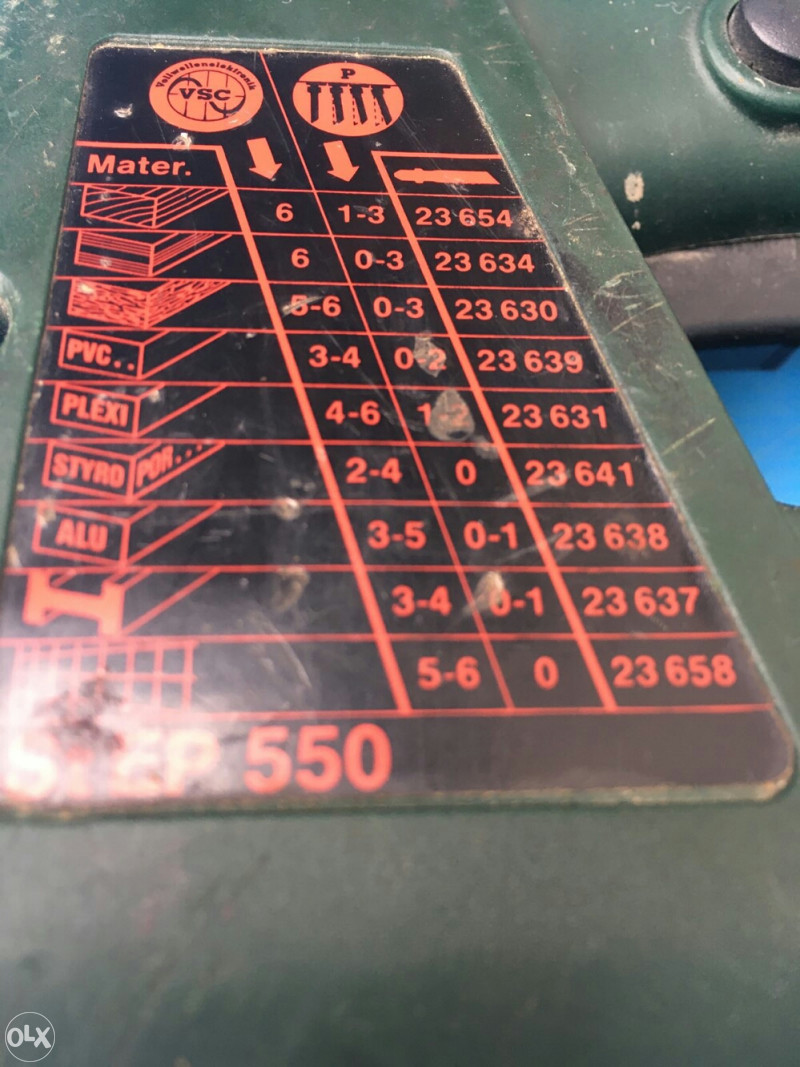 Vollwellenelektronik
VSC
P
Mater.
6 1-3 23 654
6 0-3 23 634
5-6 0-3 23 630
PVC.. 3-4 0-2 23 639
PLEXI 4-6 1-2 23 631
STYRO POR... 2-4 0 23 641
ALU 3-5 0-1 23 638
3-4 0-1 23 637
5-6 0 23 658
550
OLX